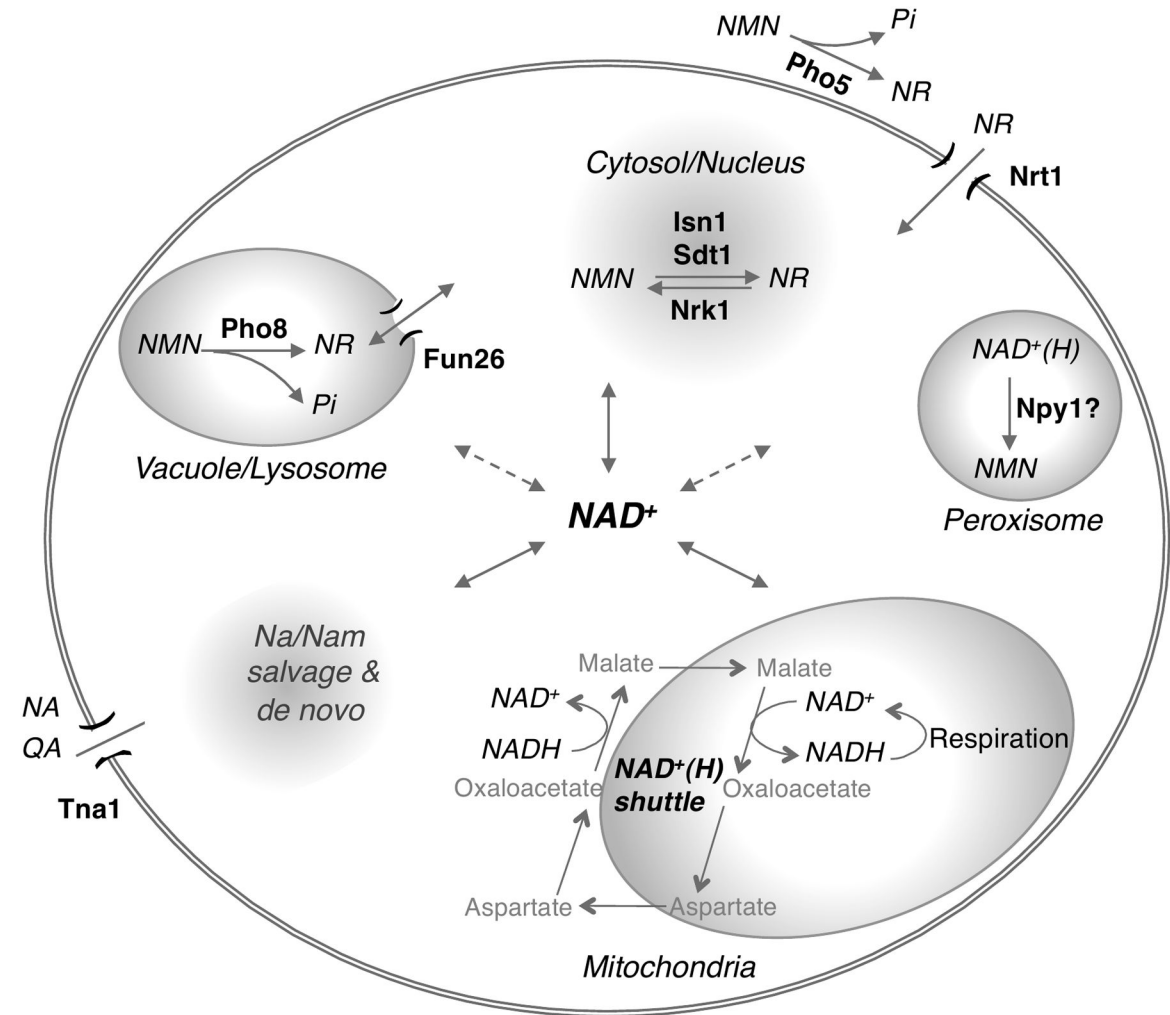 NMN
Pi
Pho5
NR
NR
Nrt1
Cytosol/Nucleus
Isn1
Sdt1
NMN
NR
Nrk1
Pho8
NMN
NR
Pi
Fun26
Vacuole/Lysosome
NAD⁺(H)
Npy1?
NMN
Peroxisome
NAD⁺
Na/Nam
salvage &
de novo
NA
QA
Tna1
Malate
Malate
NAD⁺
NADH
NAD⁺
NADH
Respiration
NAD⁺(H)
shuttle
Oxaloacetate
Oxaloacetate
Aspartate
Aspartate
Mitochondria